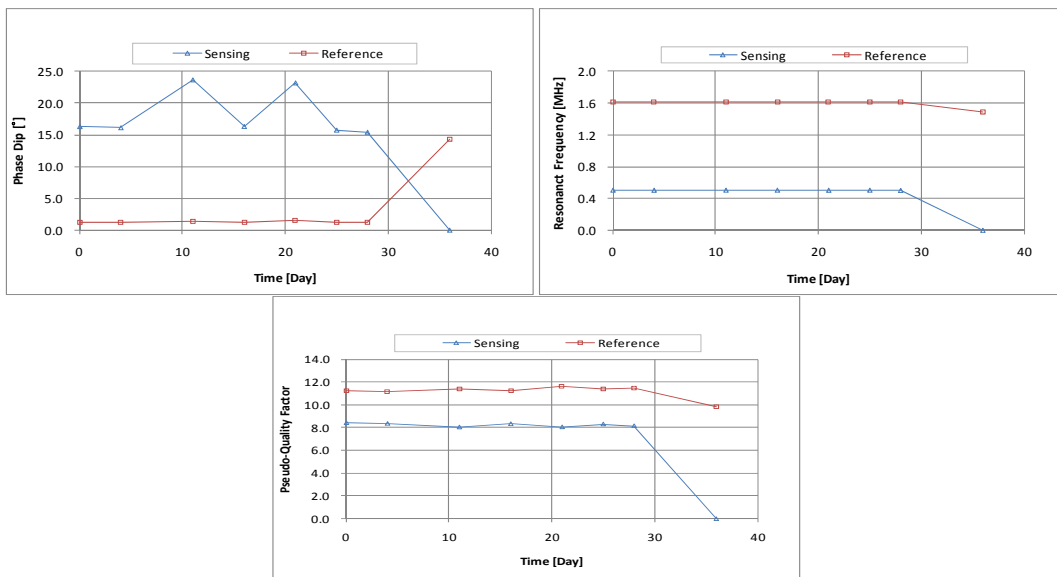 Sensing Reference
25.0
20.0
15.0
10.0
5.0
0.0
0 10 20 30 40
Phase Dip [°]
Time [Day]
Sensing Reference
2.0
1.6
1.2
0.8
0.4
0.0
0 10 20 30 40
Resonanct Frequency [MHz]
Time [Day]
Sensing Reference
14.0
12.0
10.0
8.0
6.0
4.0
2.0
0.0
0 10 20 30 40
Pseudo-Quality Factor
Time [Day]